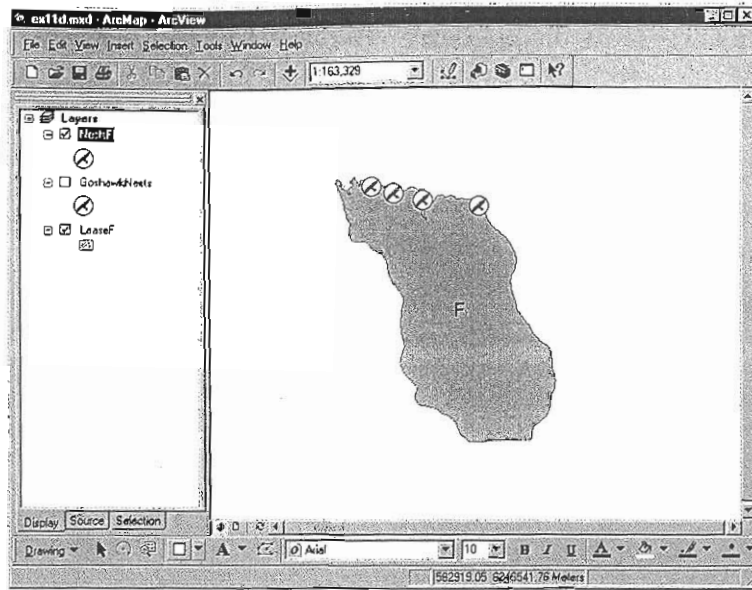 ex11d.mxd - ArcMap - ArcView
File Edit View Insert Selection Tools Window Help
1:163,329
Layers
NestsF
GoshawkNests
LeaseF
F
Display Source Selection
Drawing A Arial 10 B I U A
582919.05 6246541.76 Meters